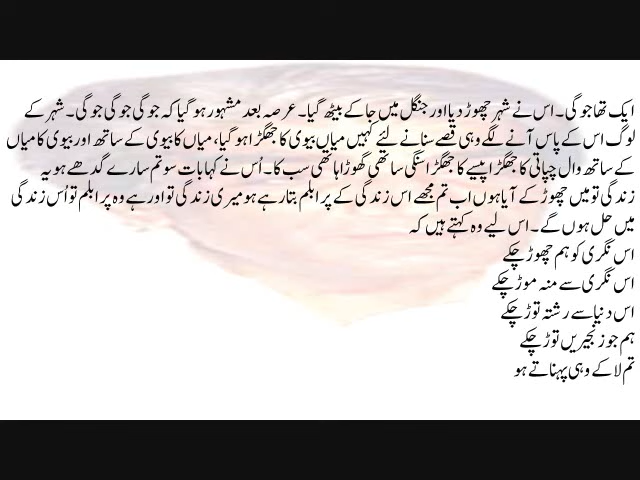 ایک تھا جوگی۔ اس نے شہر چھوڑ دیا اور جنگل میں جا کے بیٹھ گیا۔ عرصہ بعد مشہور ہو گیا کہ جوگی جوگی جوگی۔ شہر کے
لوگ اس کے پاس آنے لگے وہی قصے سنانے لئے کہیں میاں بیوی کا جھگڑا ہو گیا، میاں کا بیوی کے ساتھ اور بیوی کا میاں
کے ساتھ وال چپاتی کا جھگڑا پیسے کا جھگڑا سنگی ساتھی گھوڑا ہاتھی سب کا۔ اُس نے کہا بات سو تم سارے گدھے ہو یہ
زندگی تو میں چھوڑ کے آیا ہوں اب تم مجھے اس زندگی کے پرابلم بتا رہے ہو میری زندگی تو اور ہے وہ پرابلم تو اُس زندگی
میں حل ہوں گے۔ اس لیے وہ کہتے ہیں کہ
اس نگری کو ہم چھوڑ چکے
اس نگری سے منہ موڑ چکے
اس دنیا سے رشتہ توڑ چکے
ہم جو زنجیریں توڑ چکے
تم لا کے وہی پہناتے ہو